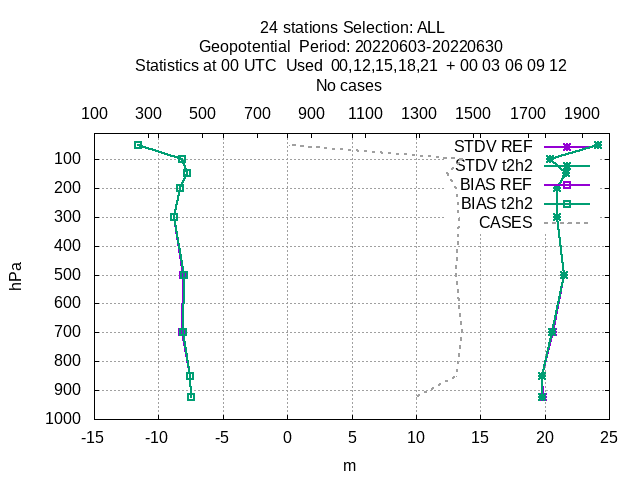 24 stations Selection: ALL
Geopotential  Period: 20220603-20220630
Statistics at 00 UTC  Used  00,12,15,18,21  + 00 03 06 09 12
No cases
100 300 500 700 900 1100 1300 1500 1700 1900
STDV REF
STDV t2h2
BIAS REF
BIAS t2h2
CASES
100
200
300
400
500
600
700
800
900
1000
hPa
-15 -10 -5 0 5 10 15 20 25
m